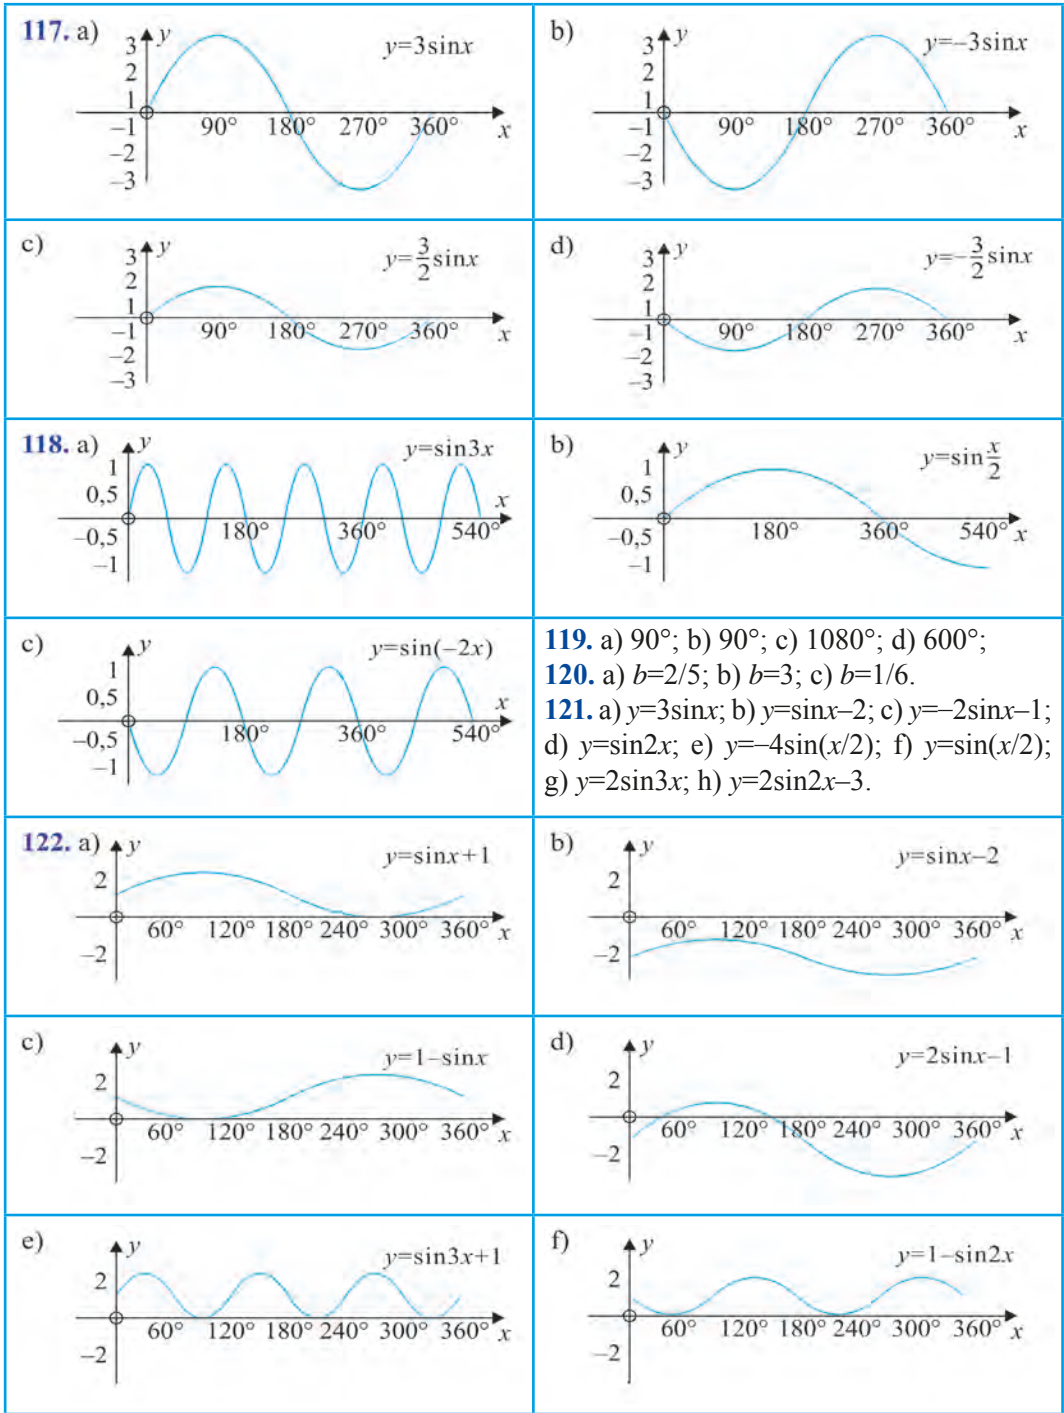 117. a)
y
y=3sinx
3
2
1
–1
–2
–3
90° 180° 270° 360° x
b)
y
y=–3sinx
3
2
1
–1
–2
–3
90° 180° 270° 360° x
c)
y
y=3/2 sinx
3
2
1
–1
–2
–3
90° 180° 270° 360° x
d)
y
y=–3/2 sinx
3
2
1
–1
–2
–3
90° 180° 270° 360° x
118. a)
y
y=sin3x
1
0,5
–0,5
–1
180° 360° 540° x
b)
y
y=sin x/2
1
0,5
–0,5
–1
180° 360° 540° x
c)
y
y=sin(–2x)
1
0,5
–0,5
–1
180° 360° 540° x
119. a) 90°; b) 90°; c) 1080°; d) 600°;
120. a) b=2/5; b) b=3; c) b=1/6.
121. a) y=3sinx; b) y=sinx–2; c) y=–2sinx–1;
d) y=sin2x; e) y=–4sin(x/2); f) y=sin(x/2);
g) y=2sin3x; h) y=2sin2x–3.
122. a)
y
y=sinx+1
2
–2
60° 120° 180° 240° 300° 360° x
b)
y
y=sinx–2
2
–2
60° 120° 180° 240° 300° 360° x
c)
y
y=1–sinx
2
–2
60° 120° 180° 240° 300° 360° x
d)
y
y=2sinx–1
2
–2
60° 120° 180° 240° 300° 360° x
e)
y
y=sin3x+1
2
–2
60° 120° 180° 240° 300° 360° x
f)
y
y=1–sin2x
2
–2
60° 120° 180° 240° 300° 360° x